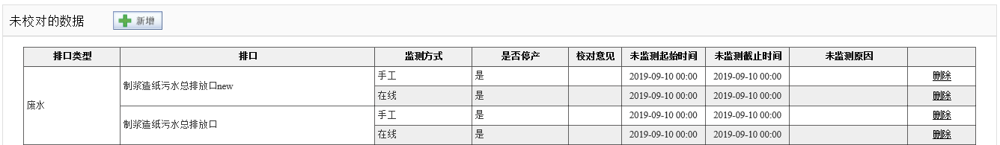 未校对的数据 新增
排口类型 排口 监测方式 是否停产 校对意见 未监测起始时间 未监测截止时间 未监测原因
废水 制浆造纸污水总排放口new 手工 是 2019-09-10 00:00 2019-09-10 00:00 删除
在线 是 2019-09-10 00:00 2019-09-10 00:00 删除
制浆造纸污水总排放口 手工 是 2019-09-10 00:00 2019-09-10 00:00 删除
在线 是 2019-09-10 00:00 2019-09-10 00:00 删除